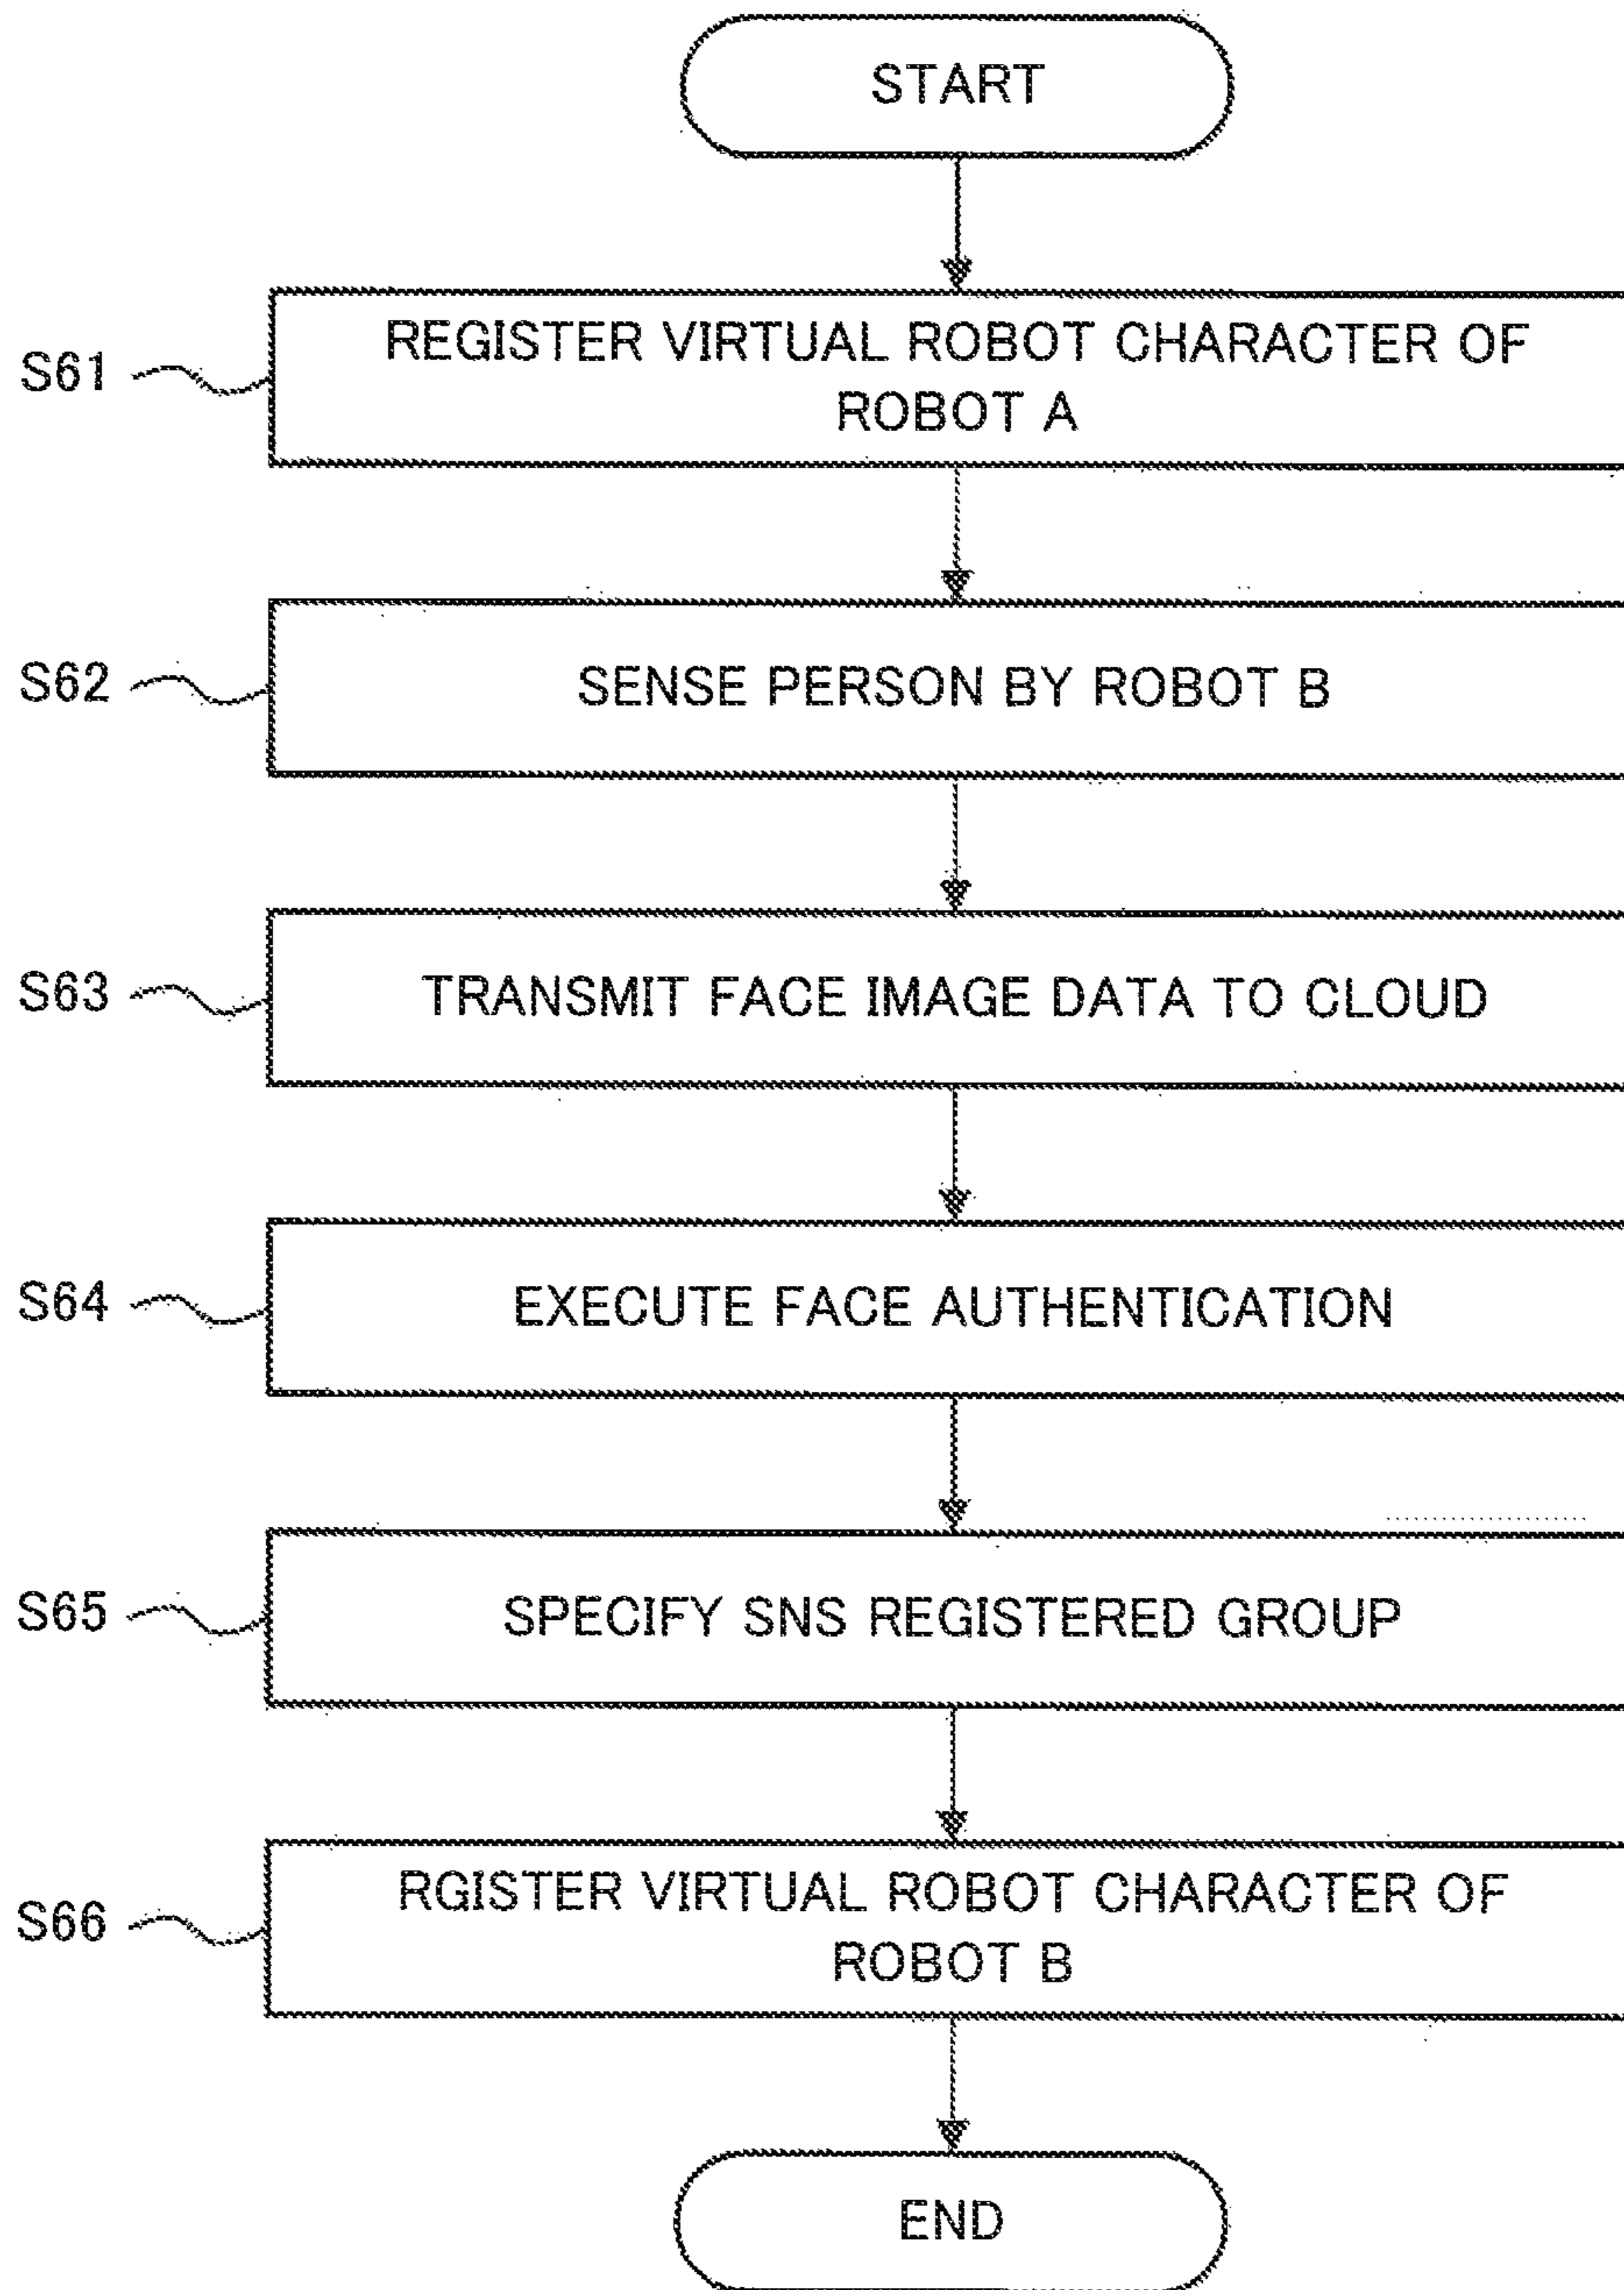 START
S61
REGISTER VIRTUAL ROBOT CHARACTER OF
ROBOT A
S62
SENSE PERSON BY ROBOT B
S63
TRANSMIT FACE IMAGE DATA TO CLOUD
S64
EXECUTE FACE AUTHENTICATION
S65
SPECIFY SNS REGISTERED GROUP
S66
RGISTER VIRTUAL ROBOT CHARACTER OF
ROBOT B
END